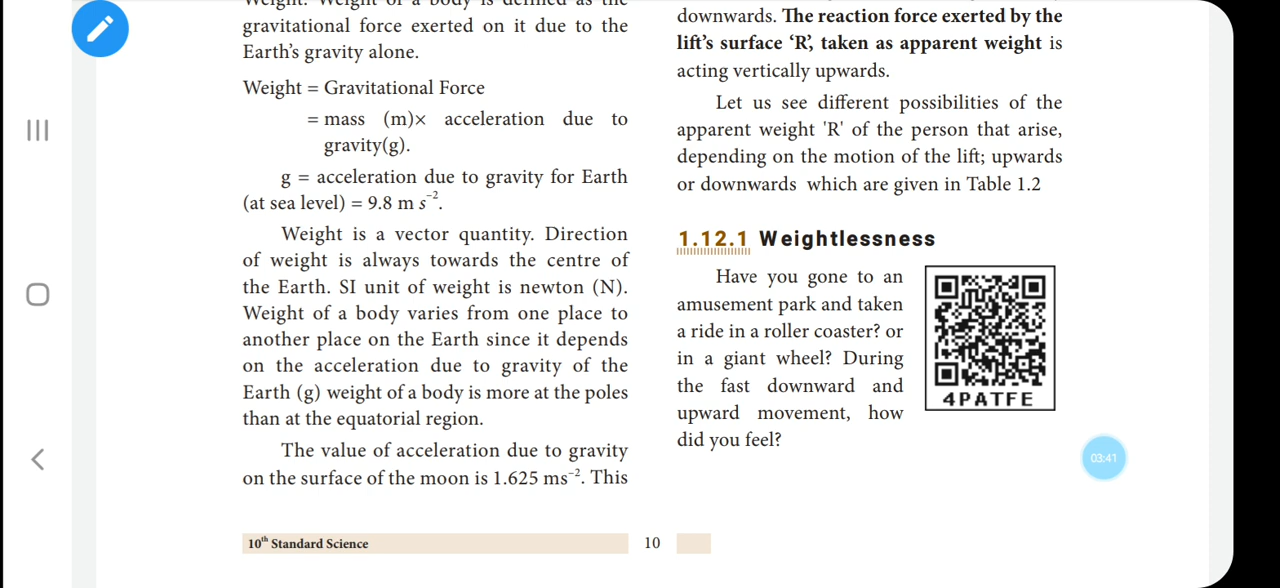 Weight. Weight of a body is defined as the
gravitational force exerted on it due to the
Earth's gravity alone.
Weight = Gravitational Force
= mass (m)× acceleration due to
gravity(g).
g = acceleration due to gravity for Earth
(at sea level) = 9.8 m s⁻².
Weight is a vector quantity. Direction
of weight is always towards the centre of
the Earth. SI unit of weight is newton (N).
Weight of a body varies from one place to
another place on the Earth since it depends
on the acceleration due to gravity of the
Earth (g) weight of a body is more at the poles
than at the equatorial region.
The value of acceleration due to gravity
on the surface of the moon is 1.625 ms⁻². This
downwards. The reaction force exerted by the
lift's surface ‘R’, taken as apparent weight is
acting vertically upwards.
Let us see different possibilities of the
apparent weight 'R' of the person that arise,
depending on the motion of the lift; upwards
or downwards which are given in Table 1.2
1.12.1 Weightlessness
Have you gone to an
amusement park and taken
a ride in a roller coaster? or
in a giant wheel? During
the fast downward and
upward movement, how
did you feel?
4PATFE
03:41
10th Standard Science
10